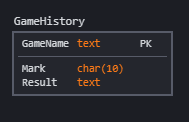 GameHistory
GameName text PK
Mark char(10)
Result text